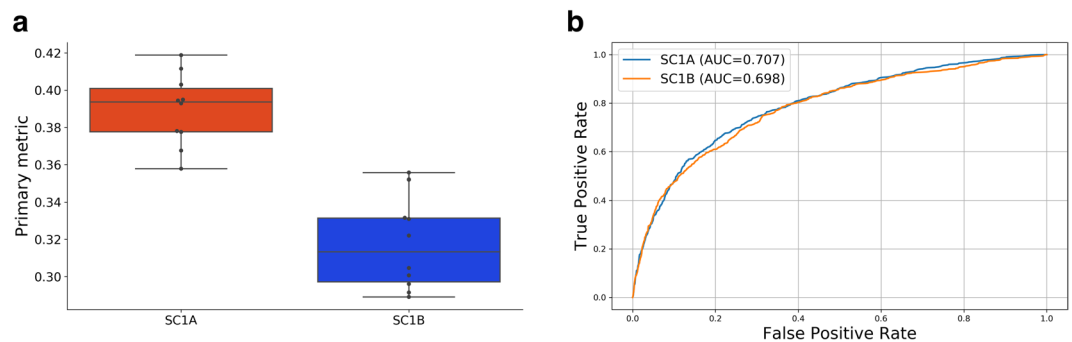 a
Primary metric
0.42
0.40
0.38
0.36
0.34
0.32
0.30
SC1A
SC1B
b
SC1A (AUC=0.707)
SC1B (AUC=0.698)
True Positive Rate
1.0
0.8
0.6
0.4
0.2
0.0
0.0
0.2
0.4
0.6
0.8
1.0
False Positive Rate